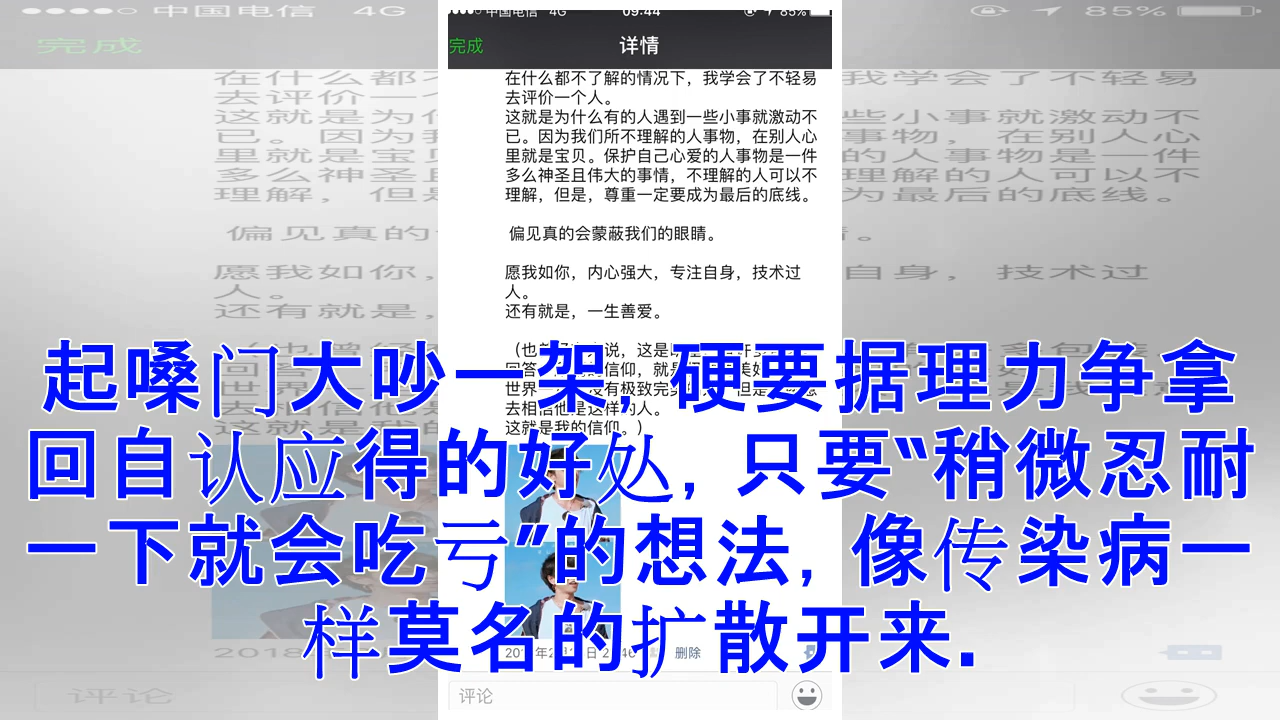 中国电信 4G 09:44 85%
完成 详情
在什么都不了解的情况下，我学会了不轻易
去评价一个人。
这就是为什么有的人遇到一些小事就激动不
已。因为我们所不理解的人事物，在别人心
里就是宝贝。保护自己心爱的人事物是一件
多么神圣且伟大的事情，不理解的人可以不
理解，但是，尊重一定要成为最后的底线。
偏见真的会蒙蔽我们的眼睛。
愿我如你，内心强大，专注自身，技术过
人。
还有就是，一生善爱。
去相信他是这样的人。
这就是我的信仰。）
起嗓门大吵一架, 硬要据理力争拿
回自认应得的好处, 只要“稍微忍耐
一下就会吃亏”的想法, 像传染病一
样莫名的扩散开来.
删除
评论